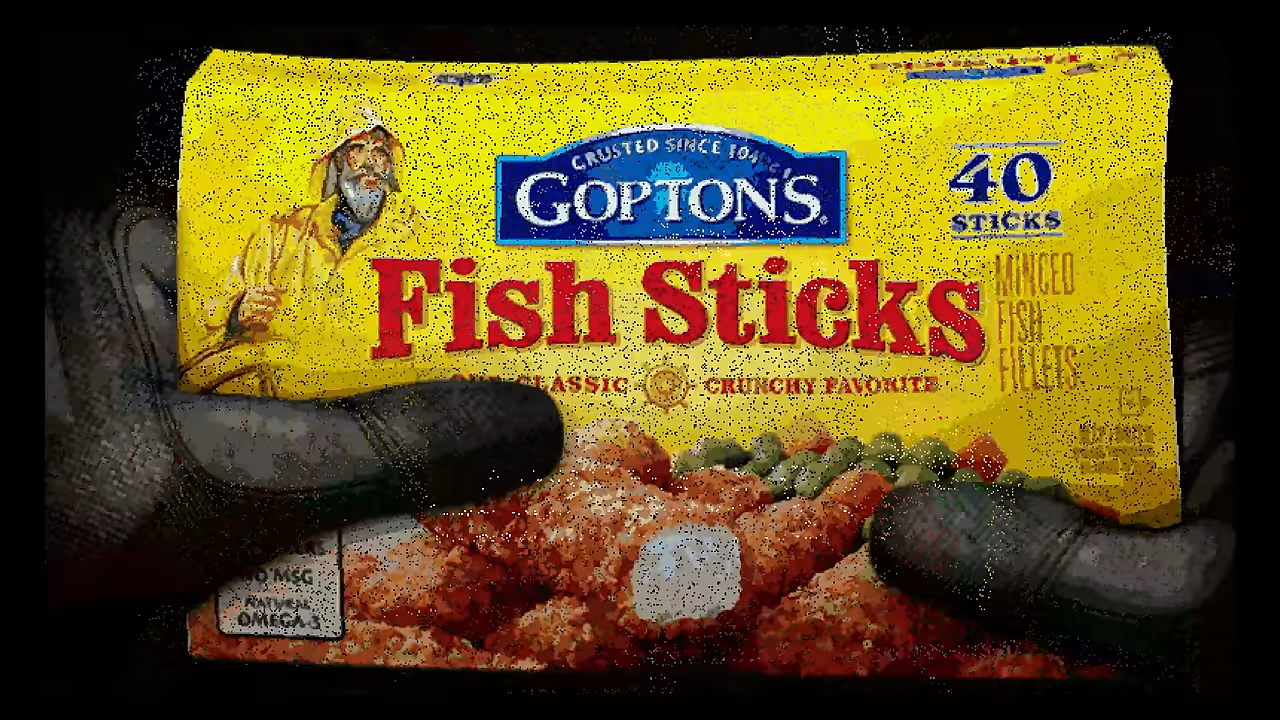 CRUSTED SINCE 104
GOPTON'S
40
STICKS
Fish Sticks
MINCED
FISH
FILLETS
CLASSIC
CRUNCHY FAVORITE
NO MSG
NATURAL
OMEGA-3